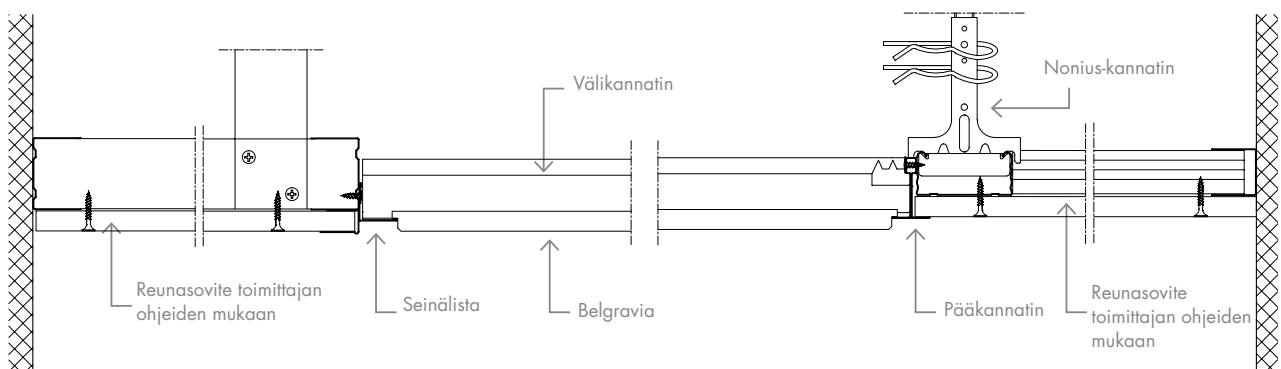 Välikannatin
Nonius-kannatin
Reunasovite toimittajan
ohjeiden mukaan
Seinälista
Belgravia
Pääkannatin
Reunasovite
toimittajan ohjeiden
mukaan